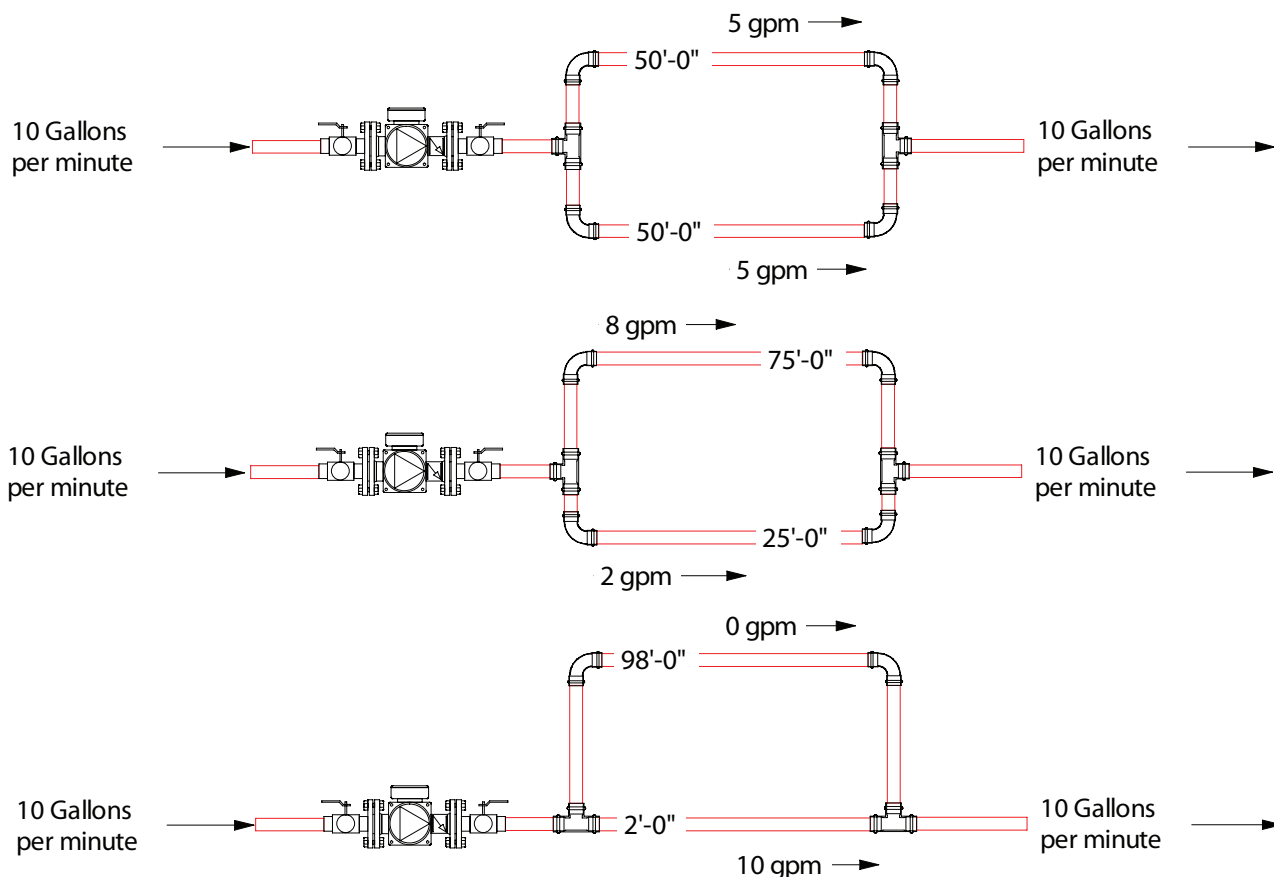 5 gpm
50'-0"
10 Gallons
per minute
10 Gallons
per minute
50'-0"
5 gpm
8 gpm
75'-0"
10 Gallons
per minute
10 Gallons
per minute
25'-0"
2 gpm
0 gpm
98'-0"
10 Gallons
per minute
2'-0"
10 Gallons
per minute
10 gpm